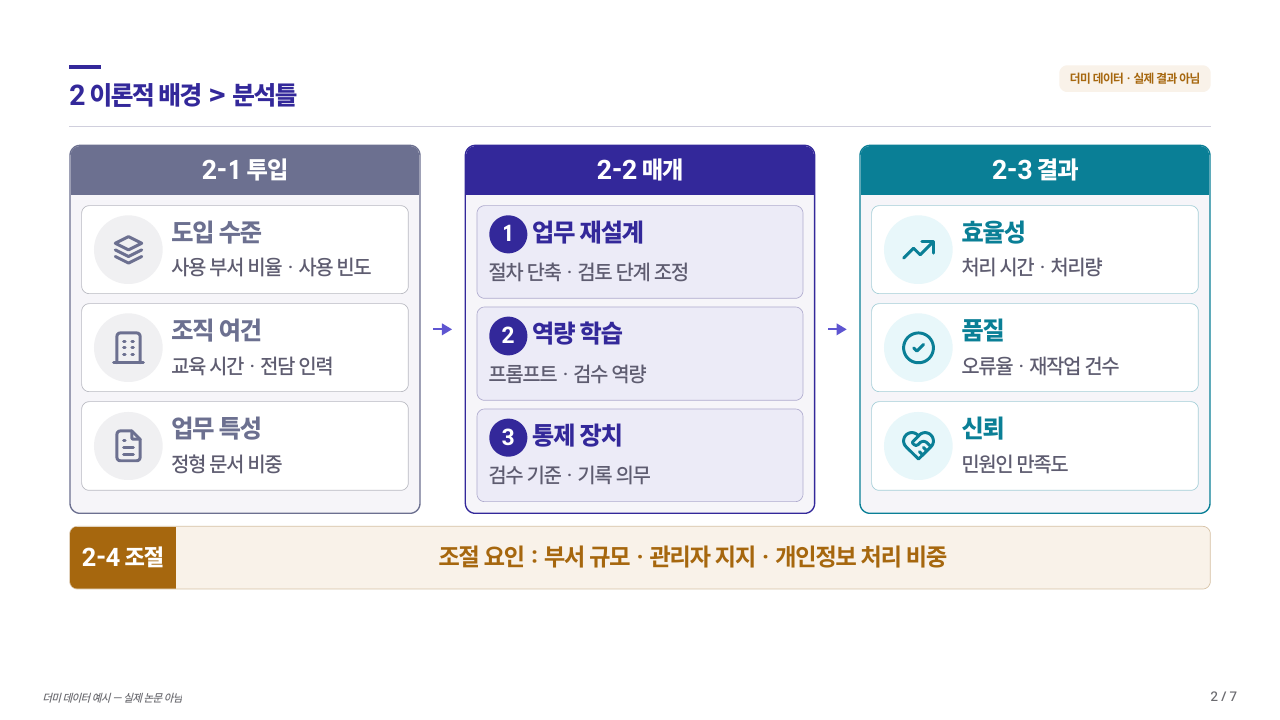 2 이론적 배경 > 분석틀
더미 데이터 · 실제 결과 아님
2-1 투입
도입 수준
사용 부서 비율 · 사용 빈도
조직 여건
교육 시간 · 전담 인력
업무 특성
정형 문서 비중
2-2 매개
1 업무 재설계
절차 단축 · 검토 단계 조정
2 역량 학습
프롬프트 · 검수 역량
3 통제 장치
검수 기준 · 기록 의무
2-3 결과
효율성
처리 시간 · 처리량
품질
오류율 · 재작업 건수
신뢰
민원인 만족도
2-4 조절
조절 요인 : 부서 규모 · 관리자 지지 · 개인정보 처리 비중
더미 데이터 예시 — 실제 논문 아님
2 / 7